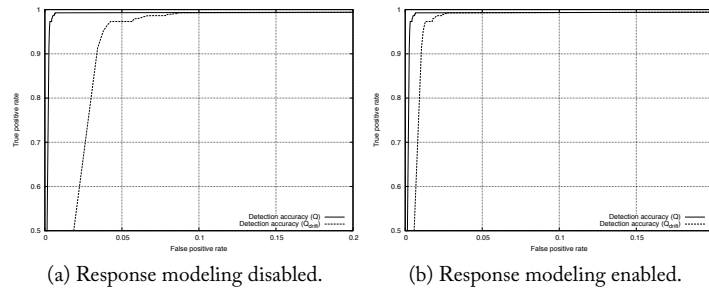 1
0.9
0.8
0.7
0.6
0.5
0
0.05
0.1
0.15
0.2
True positive rate
False positive rate
Detection accuracy (Q)
Detection accuracy (Qdrift)
(a) Response modeling disabled.
1
0.9
0.8
0.7
0.6
0.5
0
0.05
0.1
0.15
True positive rate
False positive rate
Detection accuracy (Q)
Detection accuracy (Qdrift)
(b) Response modeling enabled.